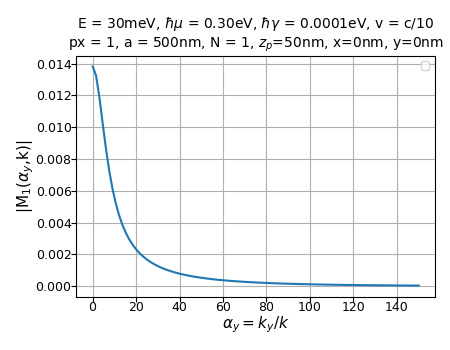 E = 30meV, ℏμ = 0.30eV, ℏγ = 0.0001eV, v = c/10
px = 1, a = 500nm, N = 1, z_p=50nm, x=0nm, y=0nm
0.014
0.012
0.010
0.008
0.006
0.004
0.002
0.000
|M₁(α_y,k)|
0 20 40 60 80 100 120 140
α_y = k_y/k